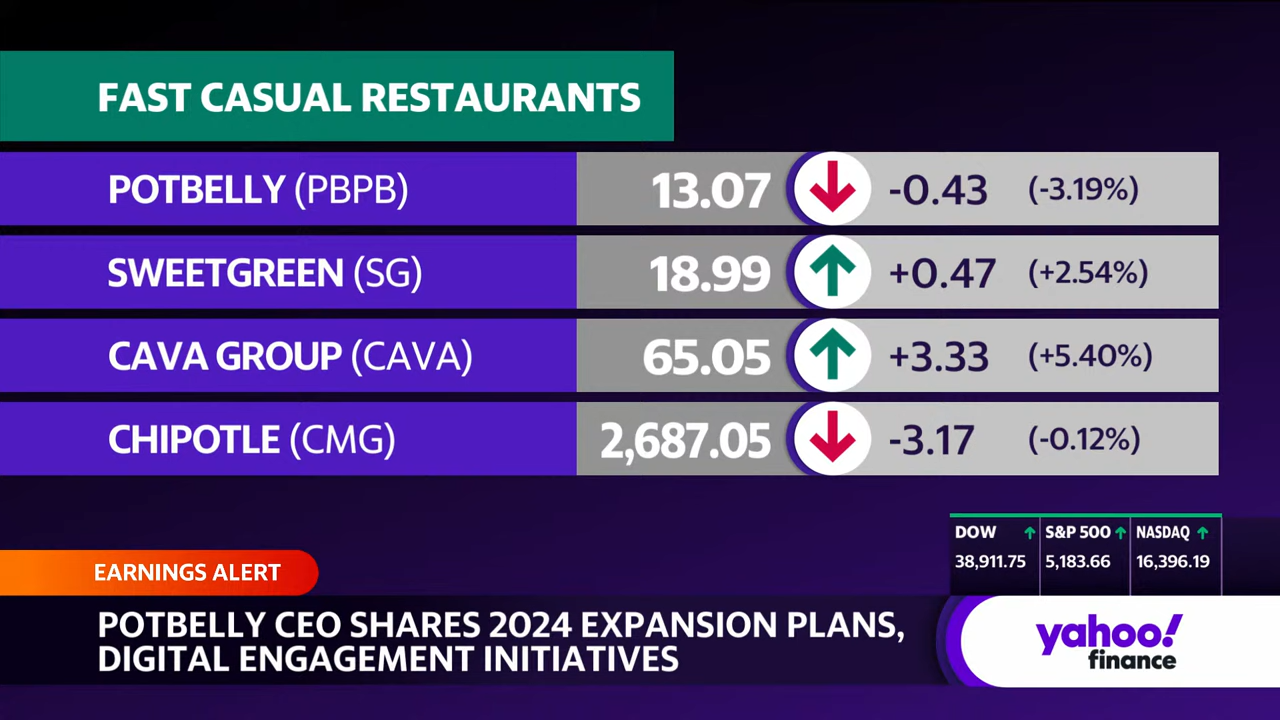 FAST CASUAL RESTAURANTS
POTBELLY (PBPB) 13.07 -0.43 (-3.19%)
SWEETGREEN (SG) 18.99 +0.47 (+2.54%)
CAVA GROUP (CAVA) 65.05 +3.33 (+5.40%)
CHIPOTLE (CMG) 2,687.05 -3.17 (-0.12%)
DOW S&P 500 NASDAQ
38,911.75 5,183.66 16,396.19
EARNINGS ALERT
POTBELLY CEO SHARES 2024 EXPANSION PLANS,
DIGITAL ENGAGEMENT INITIATIVES
yahoo!
finance